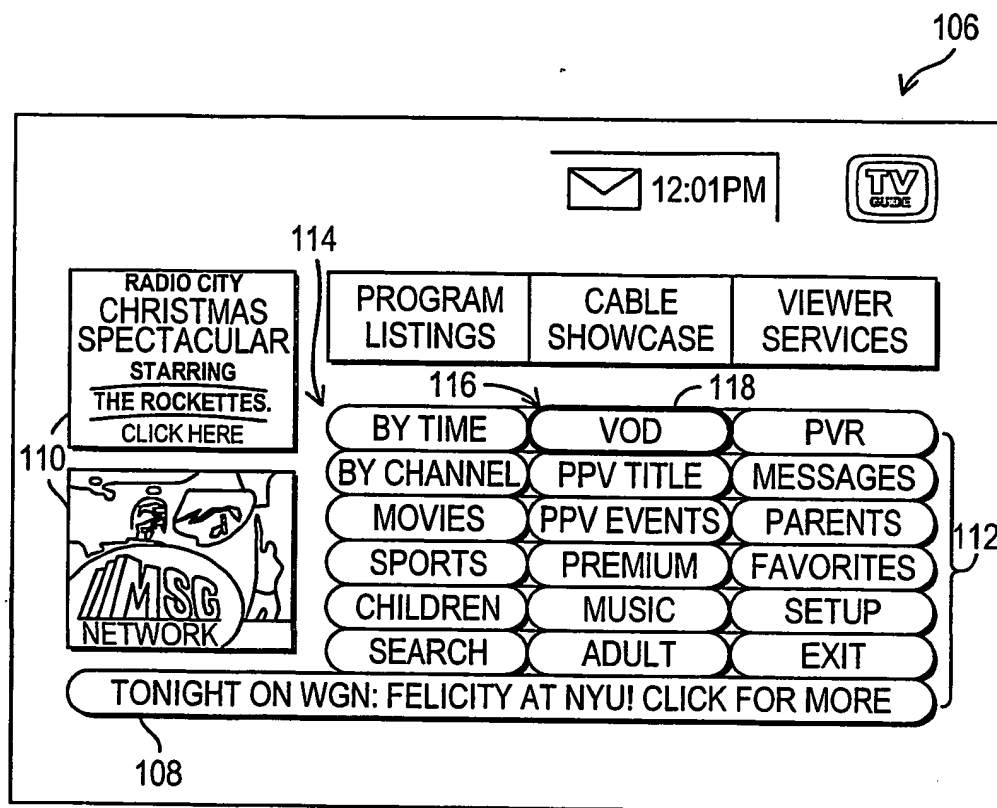 106
12:01PM
TV
GUIDE
114
RADIO CITY
CHRISTMAS
SPECTACULAR
STARRING
THE ROCKETTES.
CLICK HERE
PROGRAM LISTINGS
CABLE SHOWCASE
VIEWER SERVICES
116
118
110
BY TIME VOD PVR
BY CHANNEL PPV TITLE MESSAGES
MOVIES PPV EVENTS PARENTS
112
SPORTS PREMIUM FAVORITES
CHILDREN MUSIC SETUP
SEARCH ADULT EXIT
MSG
NETWORK
TONIGHT ON WGN: FELICITY AT NYU! CLICK FOR MORE
108